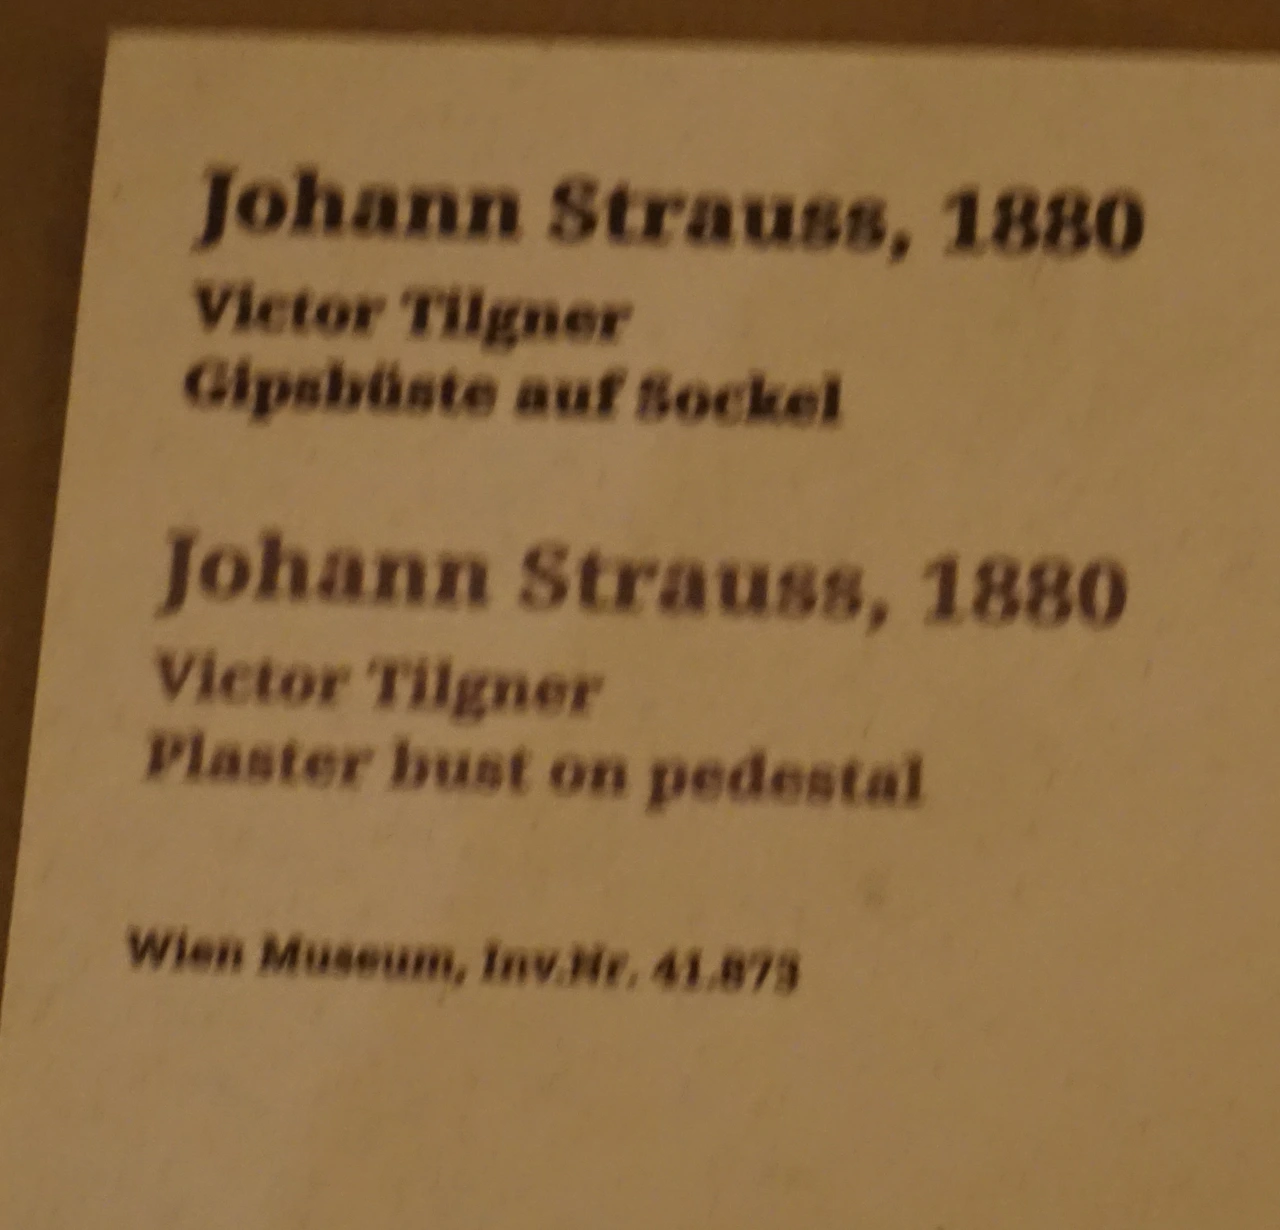 Johann Strauss, 1880
Victor Tilgner
Gipsbüste auf Sockel
Johann Strauss, 1880
Victor Tilgner
Plaster bust on pedestal
Wien Museum, Inv.Nr. 41.873